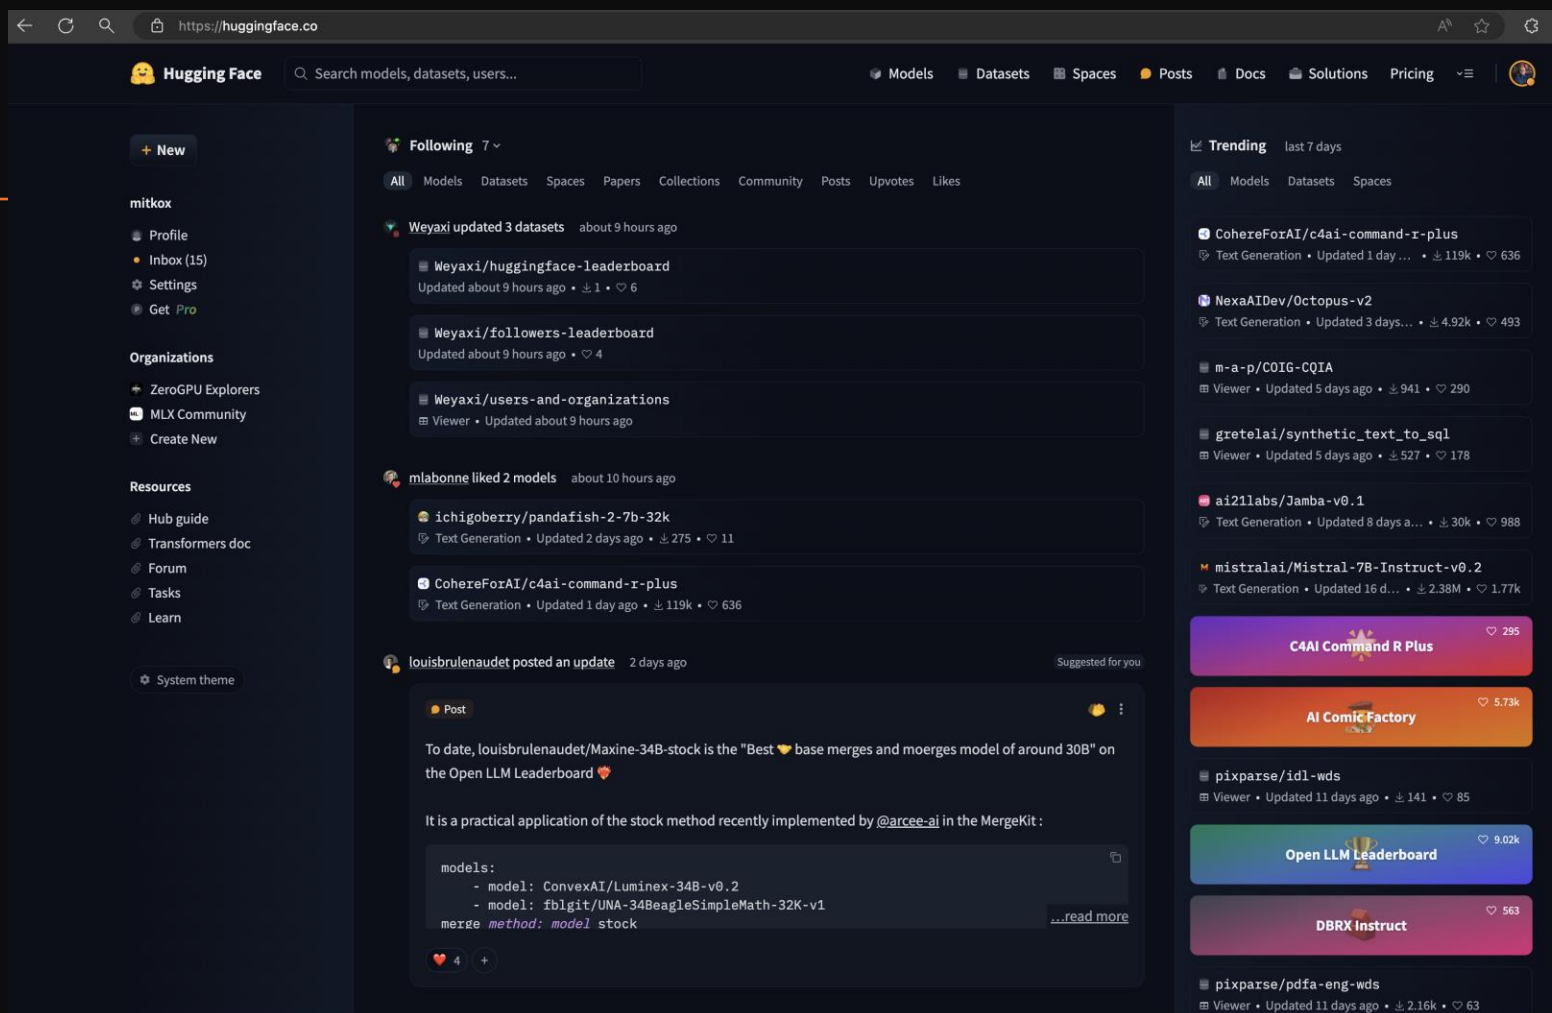 https://huggingface.co
Hugging Face
Search models, datasets, users...
Models
Datasets
Spaces
Posts
Docs
Solutions
Pricing
+ New
mitkox
Profile
Inbox (15)
Settings
Get Pro
Organizations
ZeroGPU Explorers
MLX Community
Create New
Resources
Hub guide
Transformers doc
Forum
Tasks
Learn
System theme
Following 7
All Models Datasets Spaces Papers Collections Community Posts Upvotes Likes
Weyaxi updated 3 datasets about 9 hours ago
Weyaxi/huggingface-leaderboard
Updated about 9 hours ago • 1 • 6
Weyaxi/followers-leaderboard
Updated about 9 hours ago • 4
Weyaxi/users-and-organizations
Viewer • Updated about 9 hours ago
mlabonne liked 2 models about 10 hours ago
ichigoberry/pandafish-2-7b-32k
Text Generation • Updated 2 days ago • 275 • 11
CohereForAI/c4ai-command-r-plus
Text Generation • Updated 1 day ago • 119k • 636
louisbrulenaudet posted an update 2 days ago
Suggested for you
Post
To date, louisbrulenaudet/Maxine-34B-stock is the "Best 🤝 base merges and moerges model of around 30B" on
the Open LLM Leaderboard ❤️‍🔥
It is a practical application of the stock method recently implemented by @arcee-ai in the MergeKit :
models:
- model: ConvexAI/Luminex-34B-v0.2
- model: fblgit/UNA-34BeagleSimpleMath-32K-v1
merge method: model stock
...read more
4
+
Trending last 7 days
All Models Datasets Spaces
CohereForAI/c4ai-command-r-plus
Text Generation • Updated 1 day ... • 119k • 636
NexaAIDev/Octopus-v2
Text Generation • Updated 3 days... • 4.92k • 493
m-a-p/COIG-CQIA
Viewer • Updated 5 days ago • 941 • 290
gretelai/synthetic_text_to_sql
Viewer • Updated 5 days ago • 527 • 178
ai21labs/Jamba-v0.1
Text Generation • Updated 8 days a... • 30k • 988
mistralai/Mistral-7B-Instruct-v0.2
Text Generation • Updated 16 d... • 2.38M • 1.77k
295
C4AI Command R Plus
5.73k
AI Comic Factory
pixparse/idl-wds
Viewer • Updated 11 days ago • 141 • 85
9.02k
Open LLM Leaderboard
563
DBRX Instruct
pixparse/pdfa-eng-wds
Viewer • Updated 11 days ago • 2.16k • 63